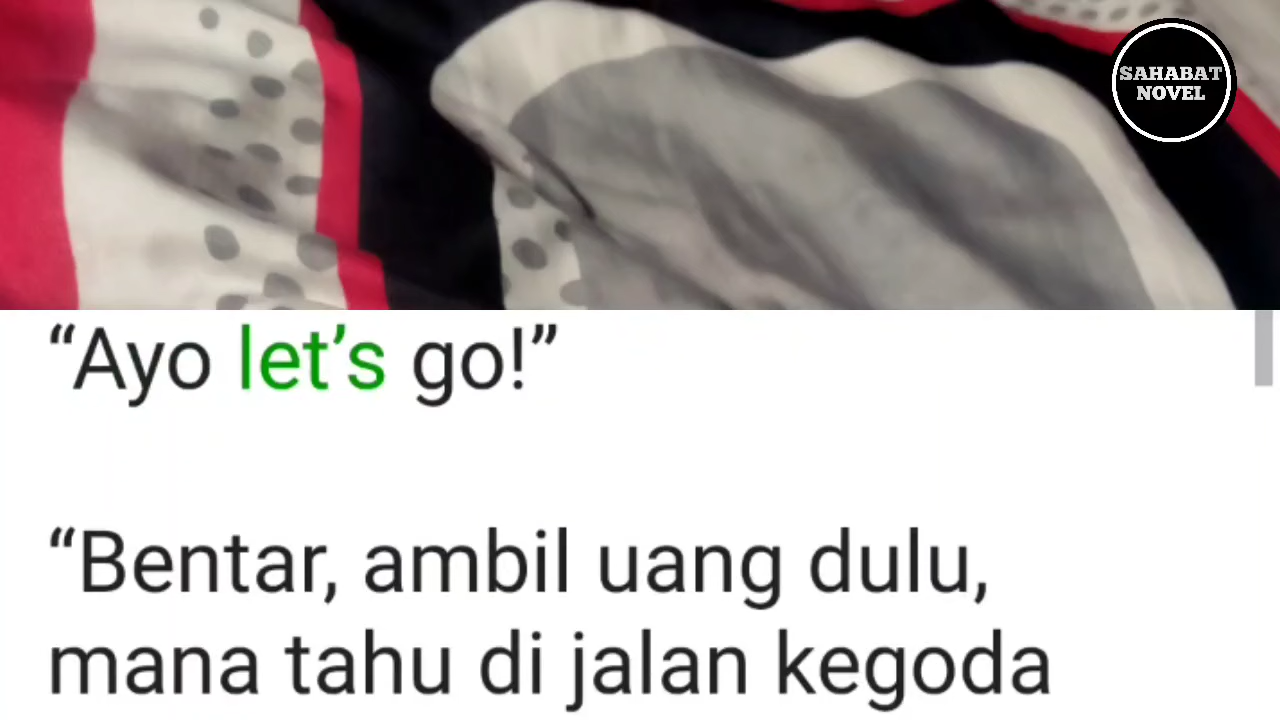 SAHABAT
NOVEL
“Ayo let’s go!”
“Bentar, ambil uang dulu,
mana tahu di jalan kegoda